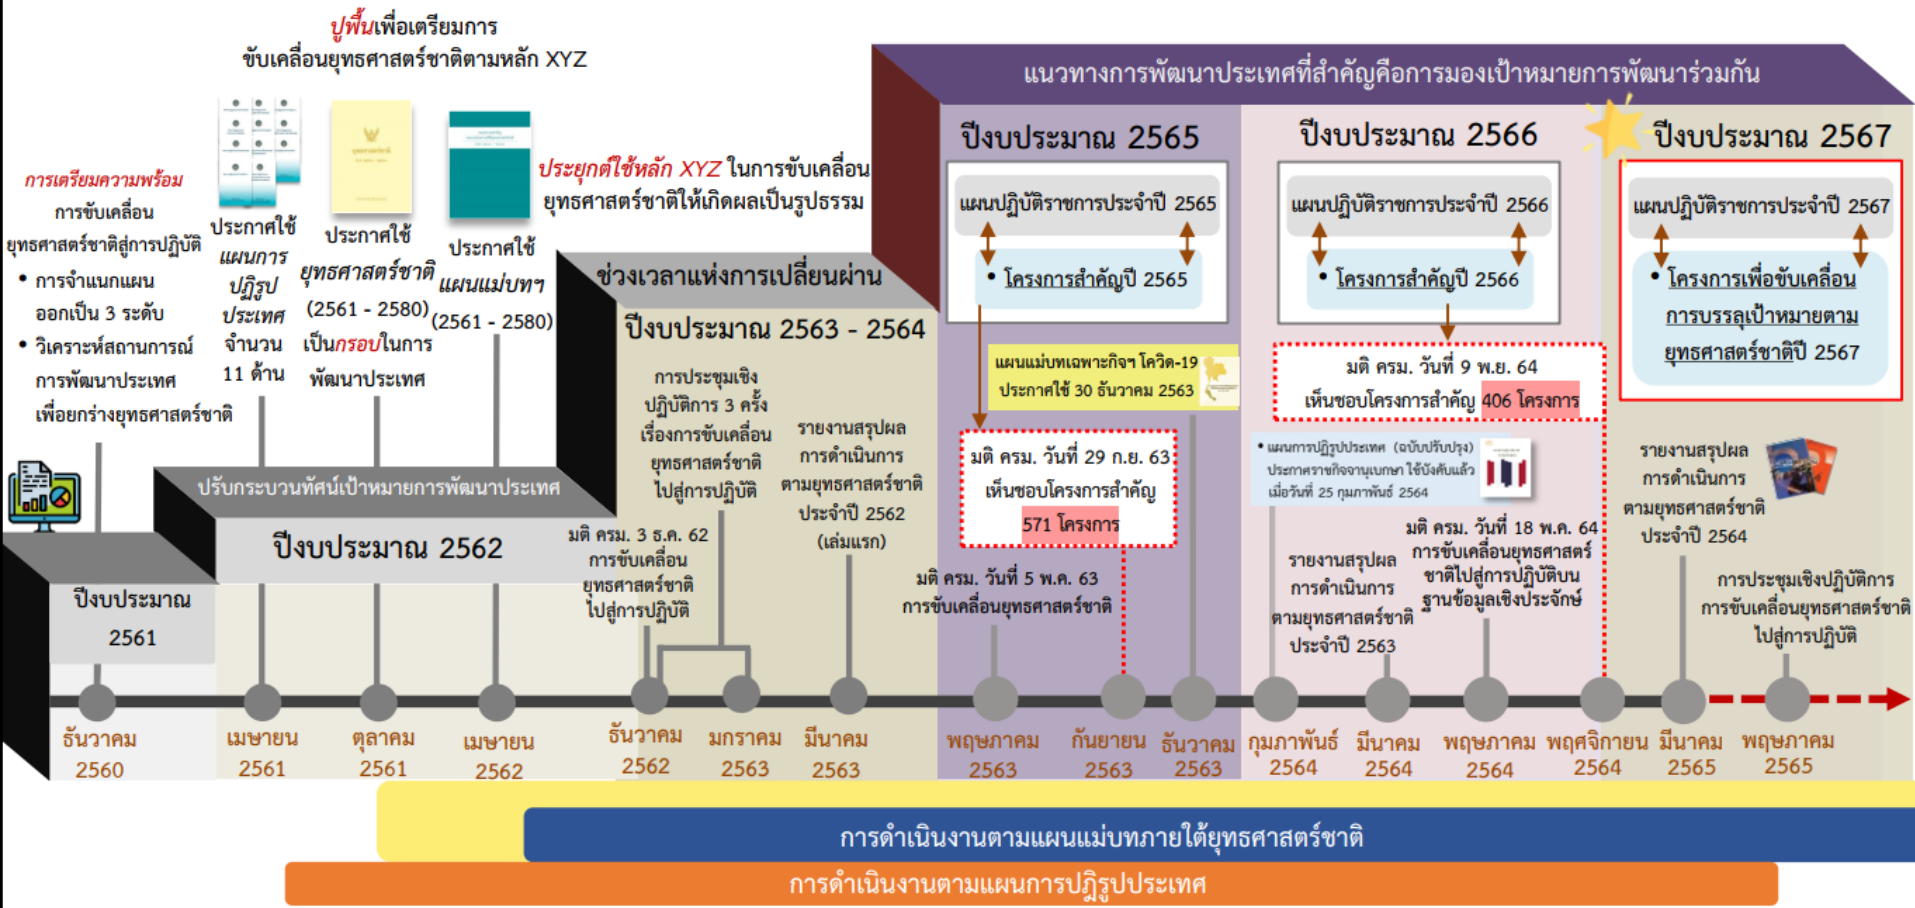 ปูพื้นเพื่อเตรียมการ
ขับเคลื่อนยุทธศาสตร์ชาติตามหลัก XYZ
การเตรียมความพร้อม
การขับเคลื่อน
ยุทธศาสตร์ชาติสู่การปฏิบัติ
• การจำแนกแผน
ออกเป็น 3 ระดับ
• วิเคราะห์สถานการณ์
การพัฒนาประเทศ
เพื่อยกร่างยุทธศาสตร์ชาติ
ประกาศใช้
แผนการ
ปฏิรูป
ประเทศ
จำนวน
11 ด้าน
ประกาศใช้
ยุทธศาสตร์ชาติ
(2561 - 2580)
เป็นกรอบในการ
พัฒนาประเทศ
ประกาศใช้
แผนแม่บทฯ
(2561 - 2580)
ประยุกต์ใช้หลัก XYZ ในการขับเคลื่อน
ยุทธศาสตร์ชาติให้เกิดผลเป็นรูปธรรม
แนวทางการพัฒนาประเทศที่สำคัญคือการมองเป้าหมายการพัฒนาร่วมกัน
ปีงบประมาณ
2561
ปรับกระบวนทัศน์เป้าหมายการพัฒนาประเทศ
ปีงบประมาณ 2562
ช่วงเวลาแห่งการเปลี่ยนผ่าน
ปีงบประมาณ 2563 - 2564
การประชุมเชิง
ปฏิบัติการ 3 ครั้ง
เรื่องการขับเคลื่อน
ยุทธศาสตร์ชาติ
ไปสู่การปฏิบัติ
มติ ครม. 3 ธ.ค. 62
การขับเคลื่อน
ยุทธศาสตร์ชาติ
ไปสู่การปฏิบัติ
รายงานสรุปผล
การดำเนินการ
ตามยุทธศาสตร์ชาติ
ประจำปี 2562
(เล่มแรก)
ปีงบประมาณ 2565
แผนปฏิบัติราชการประจำปี 2565
• โครงการสำคัญปี 2565
แผนแม่บทเฉพาะกิจฯ โควิด-19
ประกาศใช้ 30 ธันวาคม 2563
มติ ครม. วันที่ 29 ก.ย. 63
เห็นชอบโครงการสำคัญ
571 โครงการ
มติ ครม. วันที่ 5 พ.ค. 63
การขับเคลื่อนยุทธศาสตร์ชาติ
ปีงบประมาณ 2566
แผนปฏิบัติราชการประจำปี 2566
• โครงการสำคัญปี 2566
มติ ครม. วันที่ 9 พ.ย. 64
เห็นชอบโครงการสำคัญ 406 โครงการ
• แผนการปฏิรูปประเทศ (ฉบับปรับปรุง)
ประกาศราชกิจจานุเบกษา ใช้บังคับแล้ว
เมื่อวันที่ 25 กุมภาพันธ์ 2564
รายงานสรุปผล
การดำเนินการ
ตามยุทธศาสตร์ชาติ
ประจำปี 2563
มติ ครม. วันที่ 18 พ.ค. 64
การขับเคลื่อนยุทธศาสตร์
ชาติไปสู่การปฏิบัติบน
ฐานข้อมูลเชิงประจักษ์
ปีงบประมาณ 2567
แผนปฏิบัติราชการประจำปี 2567
• โครงการเพื่อขับเคลื่อน
การบรรลุเป้าหมายตาม
ยุทธศาสตร์ชาติปี 2567
รายงานสรุปผล
การดำเนินการ
ตามยุทธศาสตร์ชาติ
ประจำปี 2564
การประชุมเชิงปฏิบัติการ
การขับเคลื่อนยุทธศาสตร์ชาติ
ไปสู่การปฏิบัติ
ธันวาคม
2560
เมษายน
2561
ตุลาคม
2561
เมษายน
2562
ธันวาคม
2562
มกราคม
2563
มีนาคม
2563
พฤษภาคม
2563
กันยายน
2563
ธันวาคม
2563
กุมภาพันธ์
2564
มีนาคม
2564
พฤษภาคม
2564
พฤศจิกายน
2564
มีนาคม
2565
พฤษภาคม
2565
การดำเนินงานตามแผนแม่บทภายใต้ยุทธศาสตร์ชาติ
การดำเนินงานตามแผนการปฏิรูปประเทศ